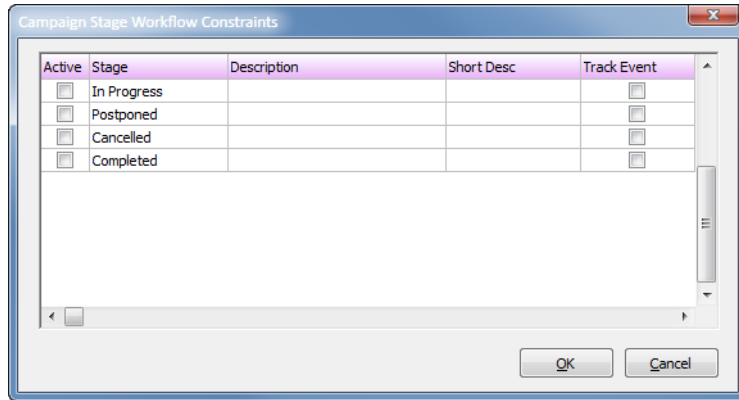 Campaign Stage Workflow Constraints
Active Stage Description Short Desc Track Event
In Progress
Postponed
Cancelled
Completed
OK Cancel